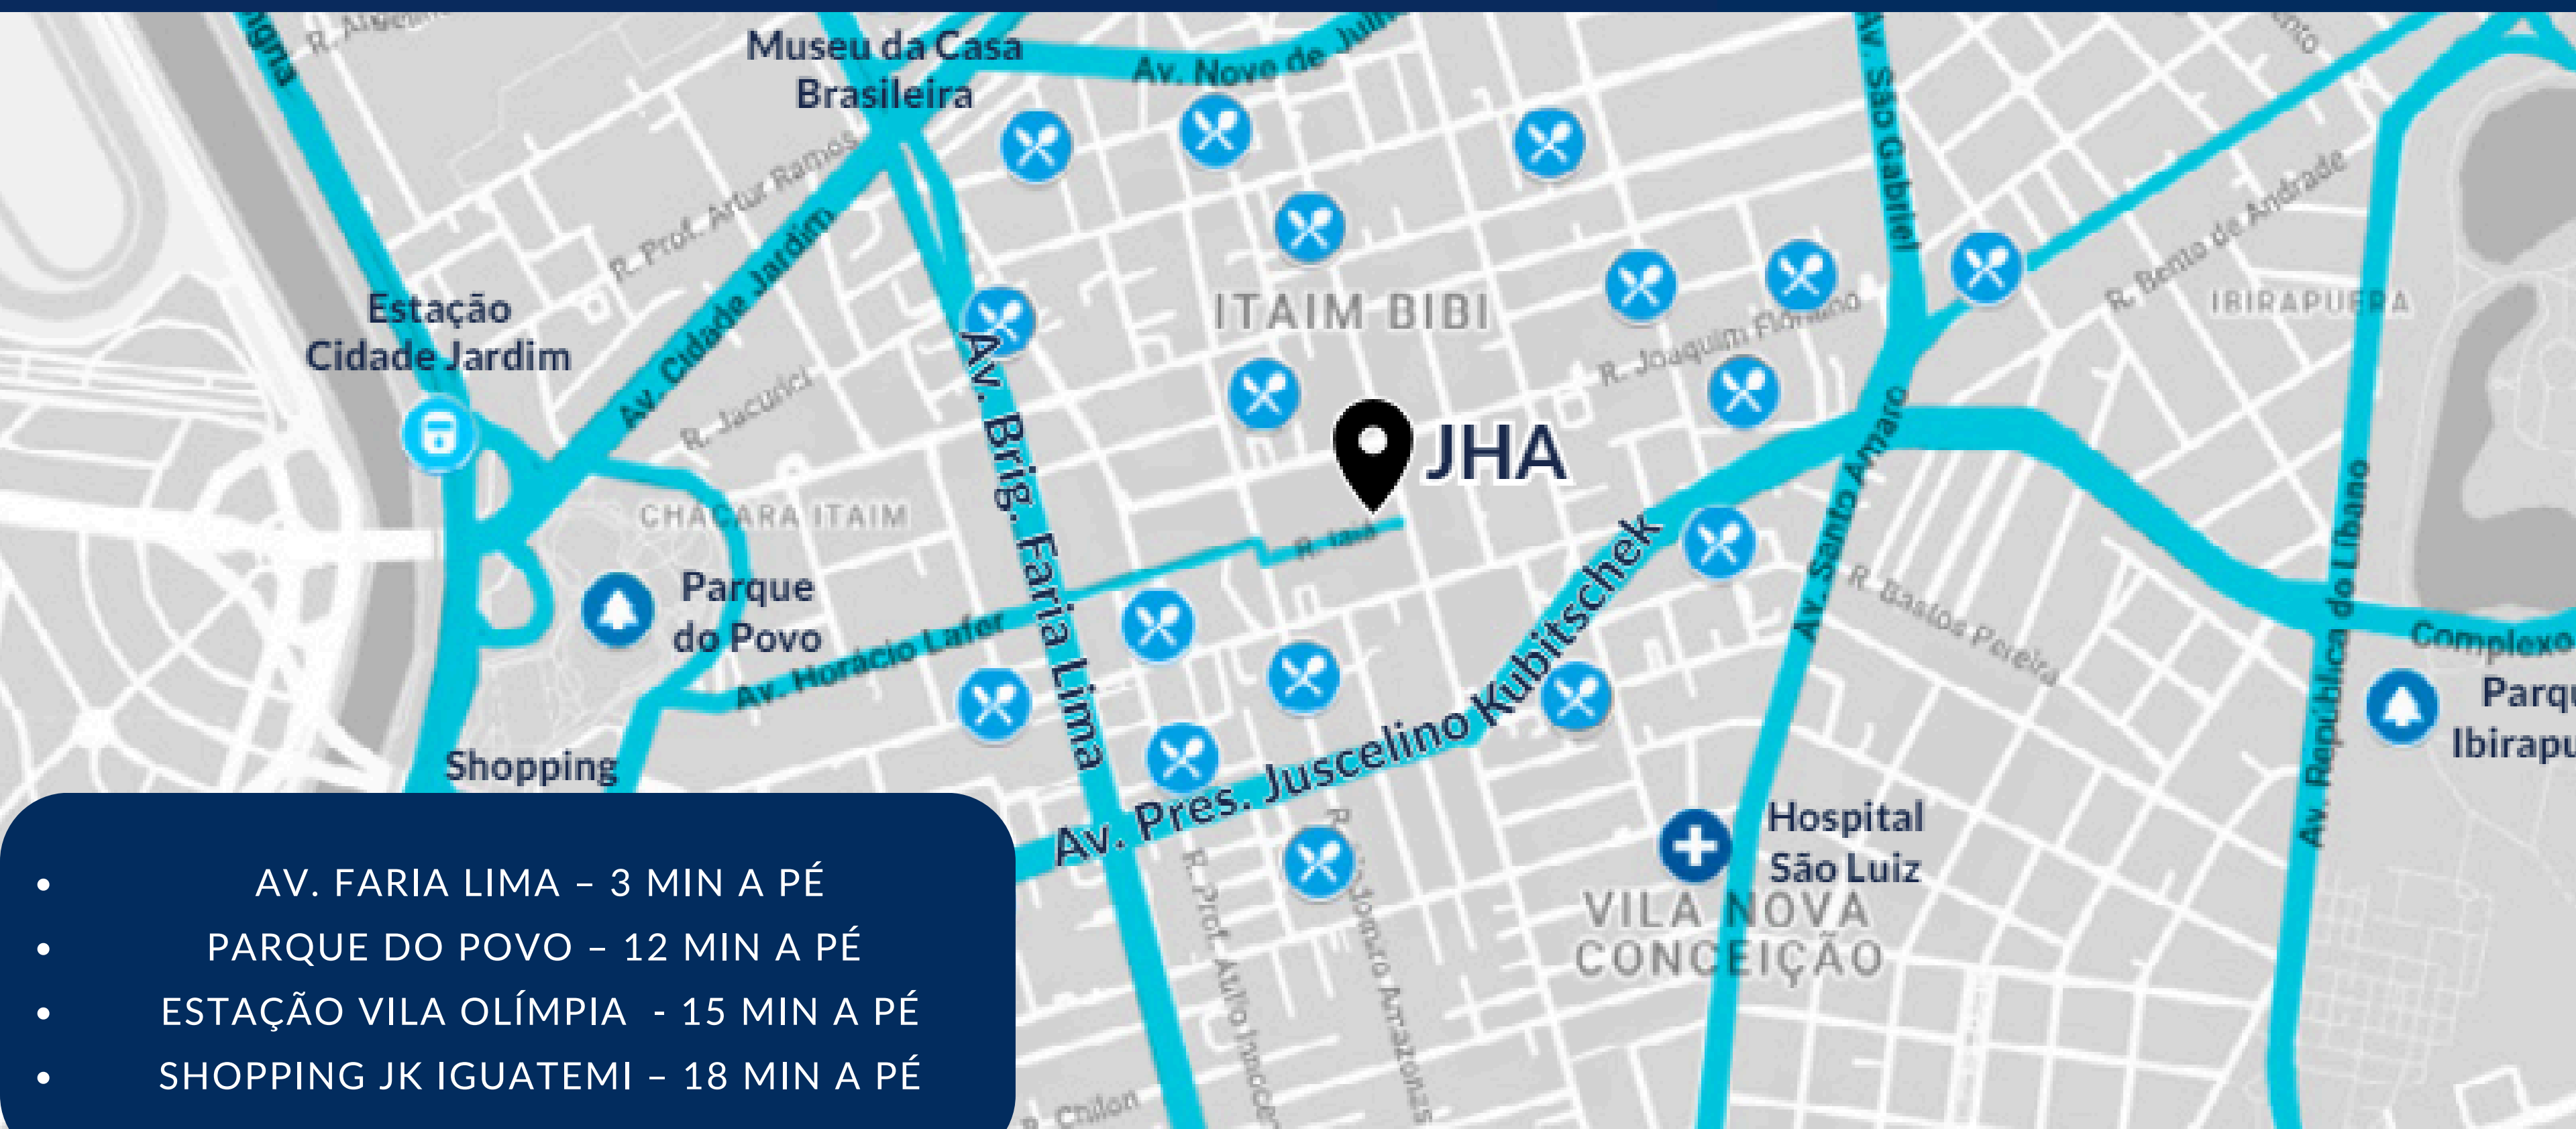 R.
Museu da Casa
Brasileira
Av. Nove de
Av. São Gabriel
R. Prof. Artur Ramos
Av. Cidade Jardim
R. Bento de Andrade
Estação
Cidade Jardim
ITAIM BIBI
IBIRAPUERA
R. Joaquim Floriano
R. Jacurici
Av. Brig. Faria Lima
JHA
Av. Santo Amaro
CHÁCARA ITAIM
R. Iaiá
Av. República do Líbano
Parque
do Povo
R. Bastos Pereira
Av. Horácio Lafer
Complexo
Parqu
Ibirapu
Shopping
Av. Pres. Juscelino Kubitschek
Hospital
São Luiz
VILA NOVA
CONCEIÇÃO
R. Prof.
R. Chilon
AV. FARIA LIMA – 3 MIN A PÉ
PARQUE DO POVO – 12 MIN A PÉ
ESTAÇÃO VILA OLÍMPIA - 15 MIN A PÉ
SHOPPING JK IGUATEMI – 18 MIN A PÉ